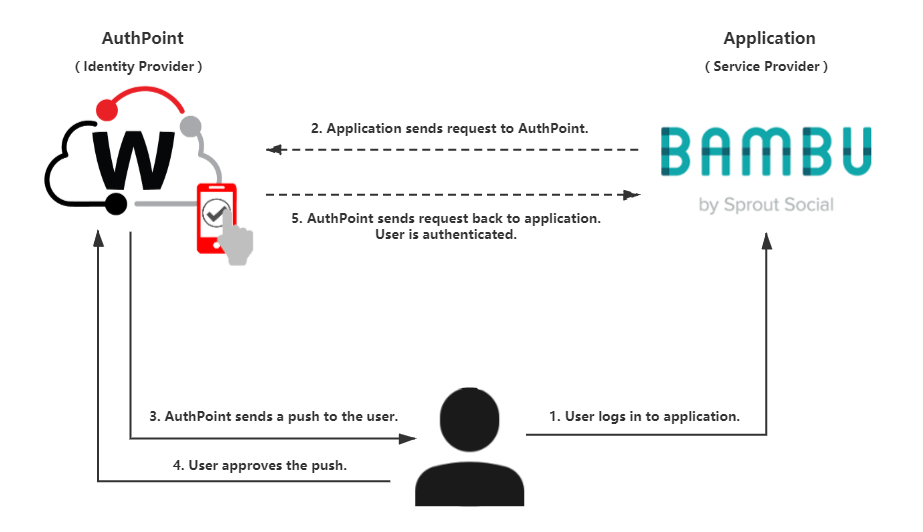 AuthPoint
( Identity Provider )
Application
( Service Provider )
W
2. Application sends request to AuthPoint.
BAMBU
by Sprout Social
5. AuthPoint sends request back to application.
User is authenticated.
3. AuthPoint sends a push to the user.
1. User logs in to application.
4. User approves the push.